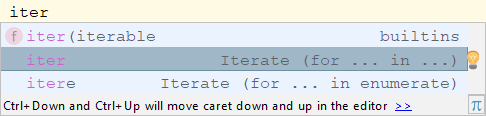 iter
f iter(iterable builtins
iter Iterate (for ... in ...)
itere Iterate (for ... in enumerate)
Ctrl+Down and Ctrl+Up will move caret down and up in the editor >> π